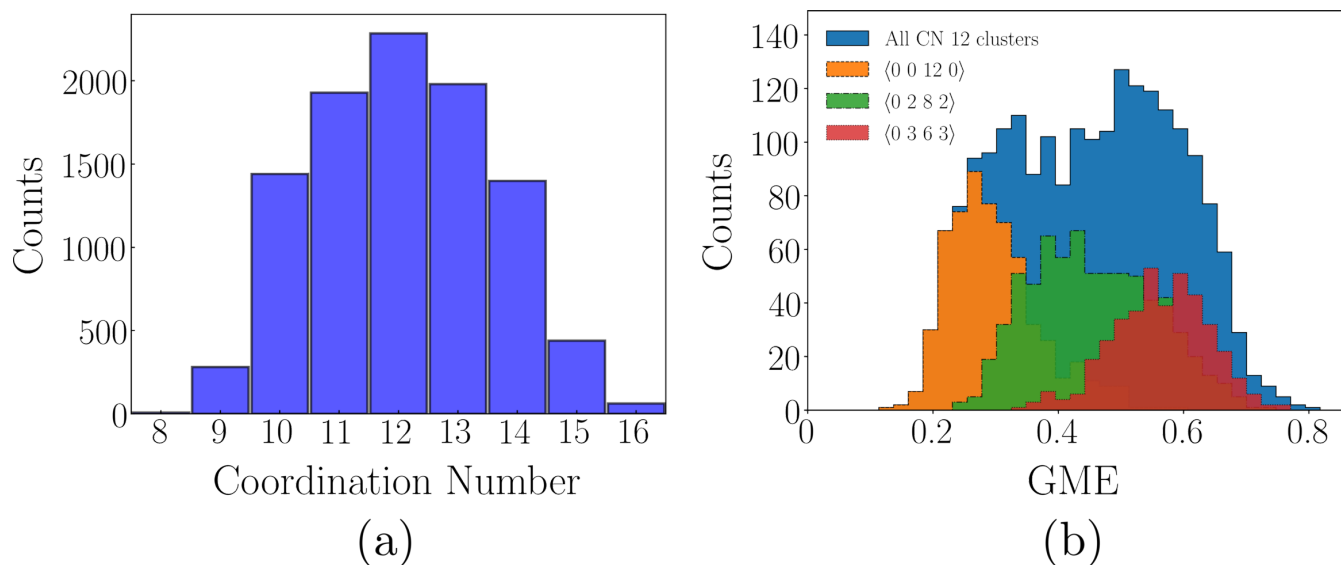 2000
1500
1000
500
0
Counts
8 9 10 11 12 13 14 15 16
Coordination Number
(a)
140
120
100
80
60
40
20
0
Counts
All CN 12 clusters
⟨0 0 12 0⟩
⟨0 2 8 2⟩
⟨0 3 6 3⟩
0 0.2 0.4 0.6 0.8
GME
(b)